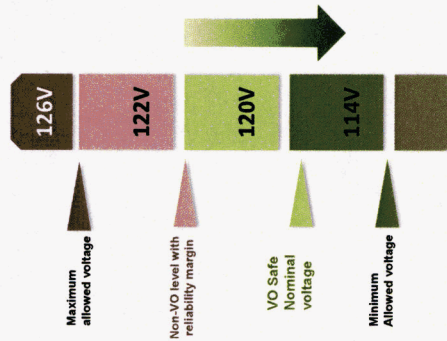 126V
122V
120V
114V
Maximum
allowed voltage
Non-VO level with
reliability margin
VO Safe
Nominal
voltage
Minimum
Allowed voltage